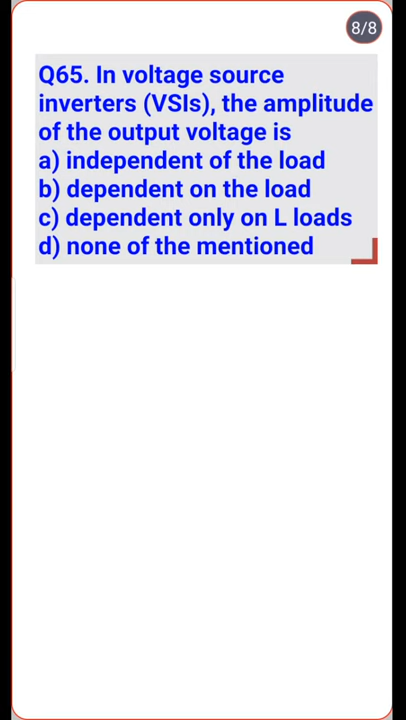 8/8
Q65. In voltage source
inverters (VSIs), the amplitude
of the output voltage is
a) independent of the load
b) dependent on the load
c) dependent only on L loads
d) none of the mentioned